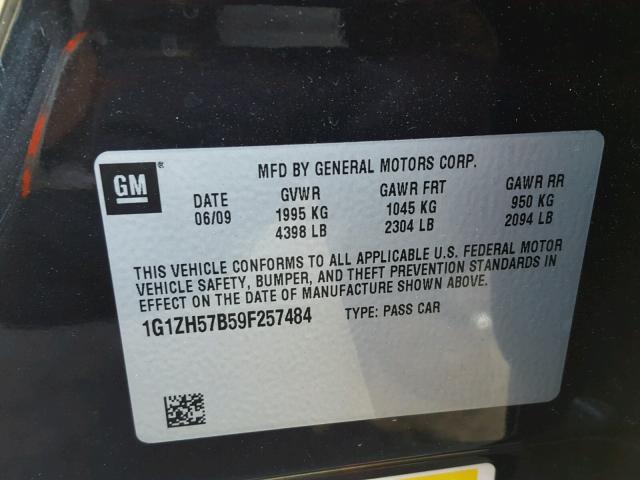 MFD BY GENERAL MOTORS CORP.
GM®
DATE GVWR GAWR FRT GAWR RR
06/09 1995 KG 1045 KG 950 KG
4398 LB 2304 LB 2094 LB
THIS VEHICLE CONFORMS TO ALL APPLICABLE U.S. FEDERAL MOTOR
VEHICLE SAFETY, BUMPER, AND THEFT PREVENTION STANDARDS IN
EFFECT ON THE DATE OF MANUFACTURE SHOWN ABOVE.
1G1ZH57B59F257484 TYPE: PASS CAR